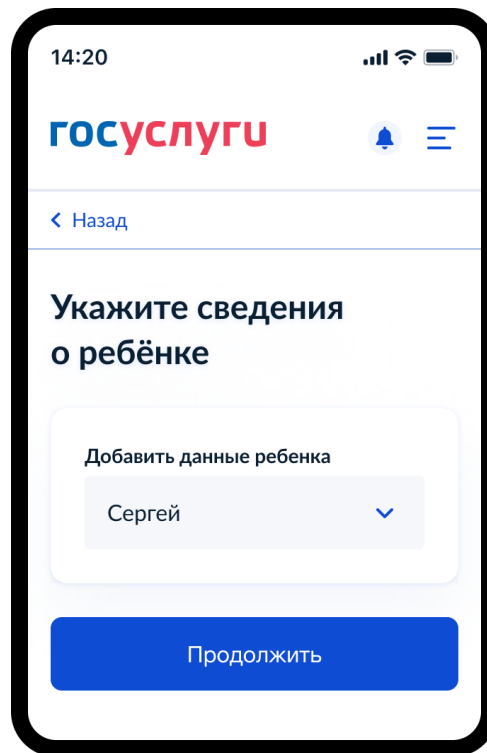 14:20
госуслуги
Назад
Укажите сведения
о ребёнке
Добавить данные ребенка
Сергей
Продолжить